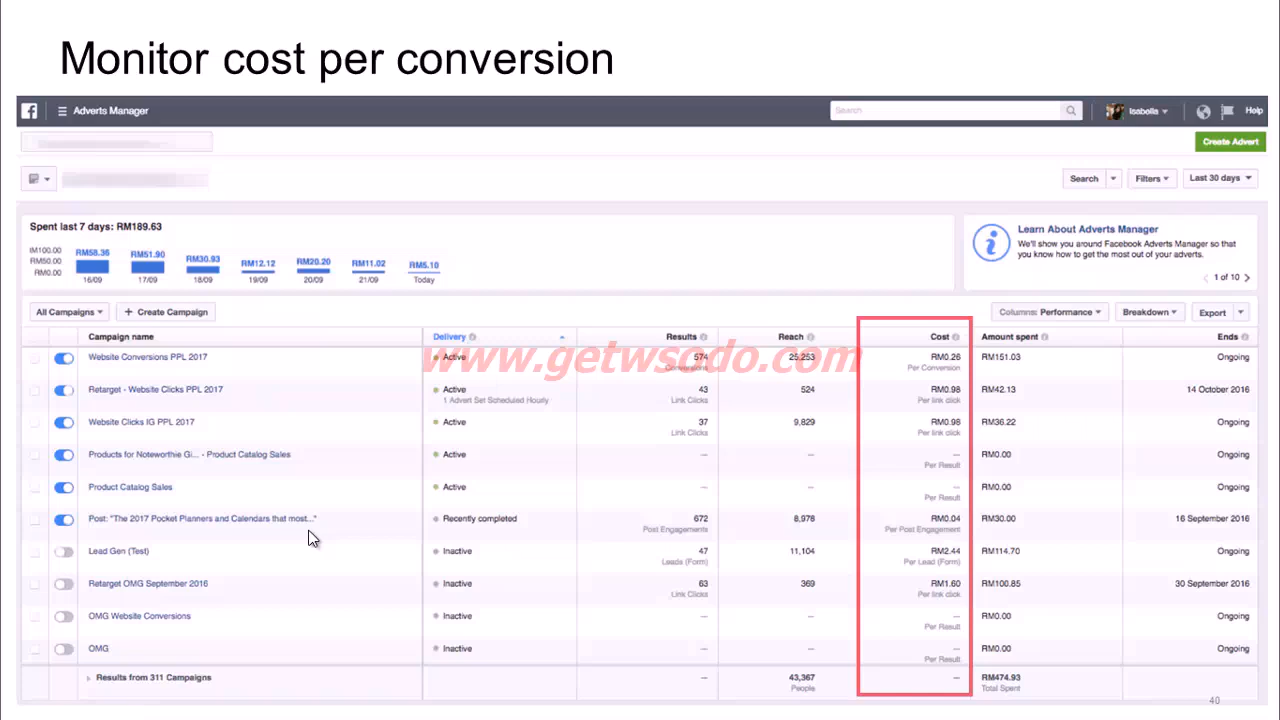 Monitor cost per conversion
Adverts Manager
Search
Isabella
Help
Create Advert
Search
Filters
Last 30 days
Spent last 7 days: RM189.63
RM50.00
RM0.00
RM58.36
16/09
RM51.90
17/09
RM30.93
18/09
RM12.12
19/09
RM20.20
20/09
RM11.02
21/09
RM5.10
Today
Learn About Adverts Manager
We'll show you around Facebook Adverts Manager so that
you know how to get the most out of your adverts.
1 of 10
All Campaigns
+ Create Campaign
Columns: Performance
Breakdown
Export
Campaign name Delivery Results Reach Cost Amount spent Ends
www.getwsodo.com
Website Conversions PPL 2017 Active 574 25,253 RM0.26 RM151.03 Ongoing
Conversions Per Conversion
Retarget - Website Clicks PPL 2017 Active 43 524 RM0.98 RM42.13 14 October 2016
1 Advert Set Scheduled Hourly Link Clicks Per link click
Website Clicks IG PPL 2017 Active 37 9,829 RM0.98 RM36.22 Ongoing
Link Clicks Per link click
Products for Noteworthie Gi... - Product Catalog Sales Active — — — RM0.00 Ongoing
Per Result
Product Catalog Sales Active — — — RM0.00 Ongoing
Per Result
Post: "The 2017 Pocket Planners and Calendars that most..." Recently completed 672 8,978 RM0.04 RM30.00 16 September 2016
Post Engagements Per Post Engagement
Lead Gen (Test) Inactive 47 11,104 RM2.44 RM114.70 Ongoing
Leads (Form) Per Lead (Form)
Retarget OMG September 2016 Inactive 63 369 RM1.60 RM100.85 30 September 2016
Link Clicks Per link click
OMG Website Conversions Inactive — — — RM0.00 Ongoing
Per Result
OMG Inactive — — — RM0.00 Ongoing
Per Result
Results from 311 Campaigns — 43,367 — RM474.93
People Total Spent
40